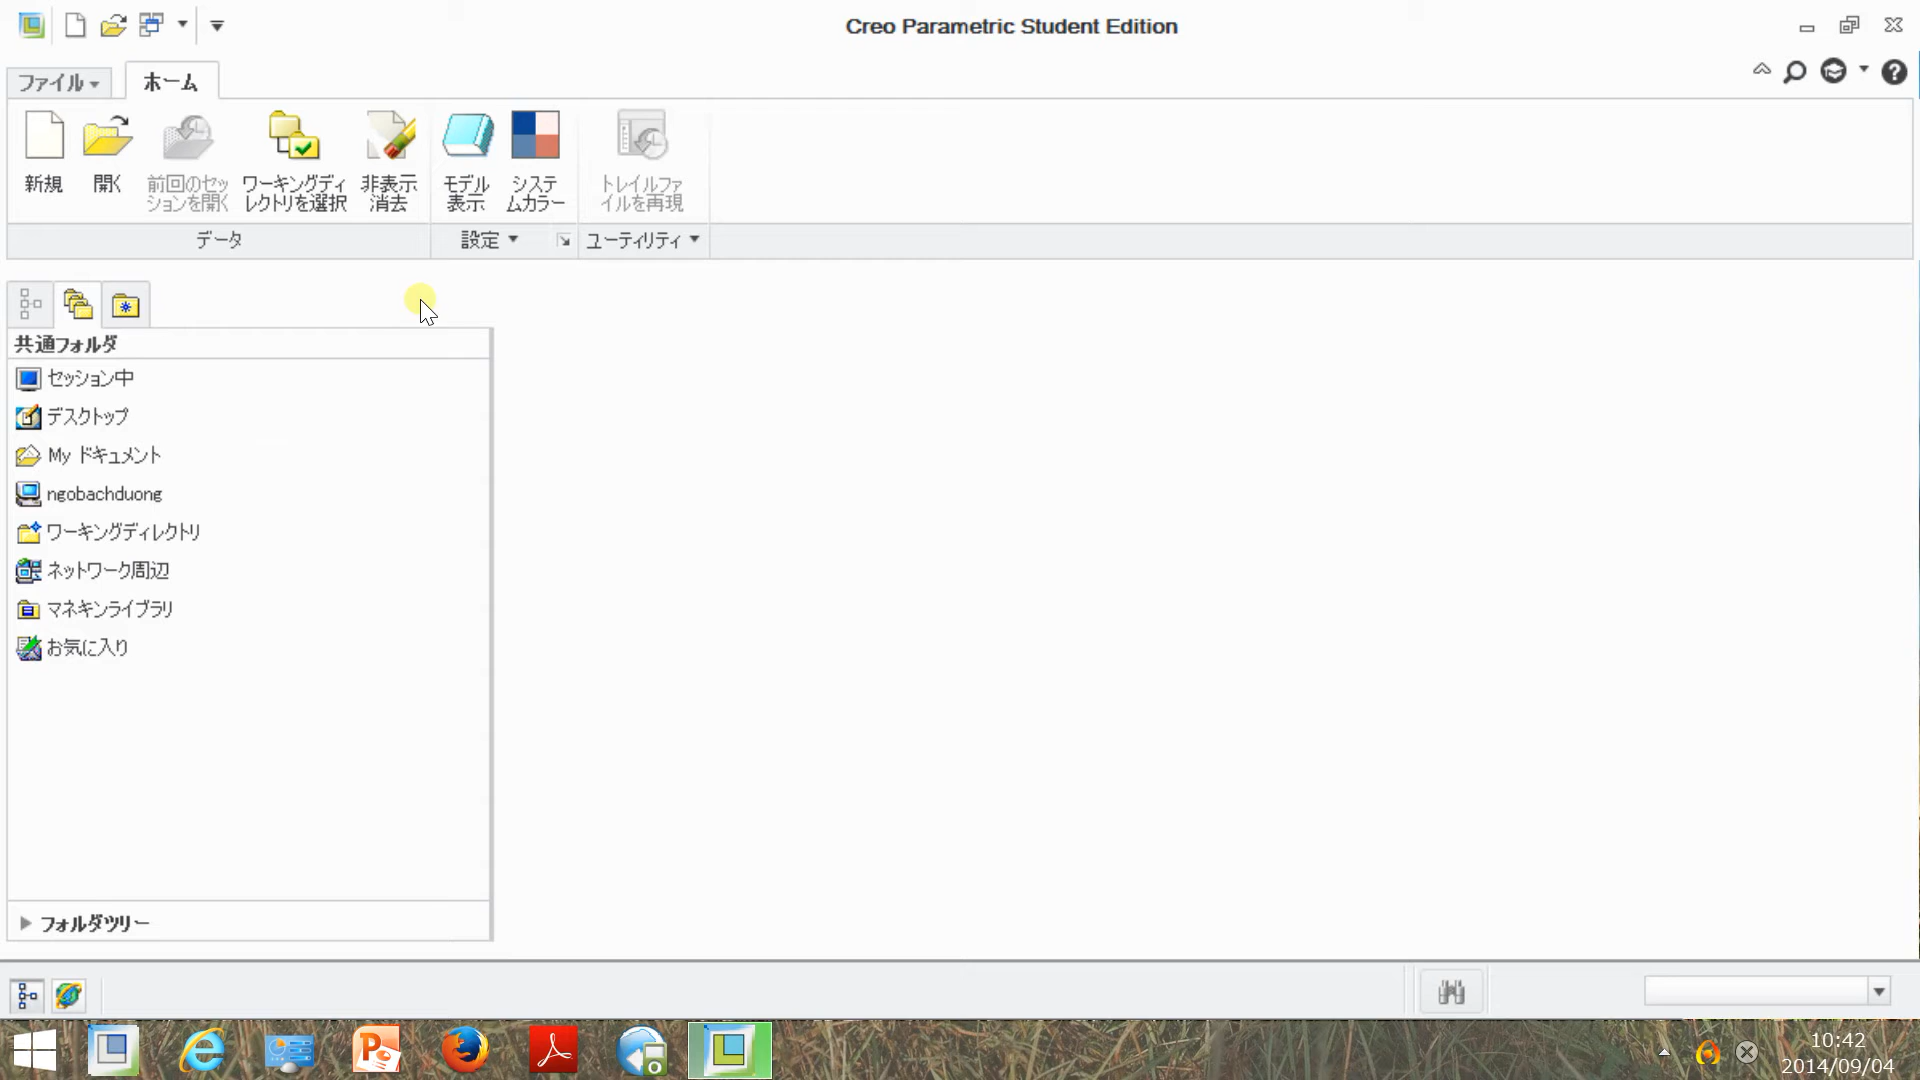 Creo Parametric Student Edition
ファイル ホーム
新規
開く
前回のセッ
ションを開く
ワーキングディ
レクトリを選択
非表示
消去
モデル
表示
システ
ムカラー
トレイルファ
イルを再現
データ 設定 ユーティリティ
共通フォルダ
セッション中
デスクトップ
My ドキュメント
ngobachduong
ワーキングディレクトリ
ネットワーク周辺
マネキンライブラリ
お気に入り
フォルダツリー
10:42
2014/09/04